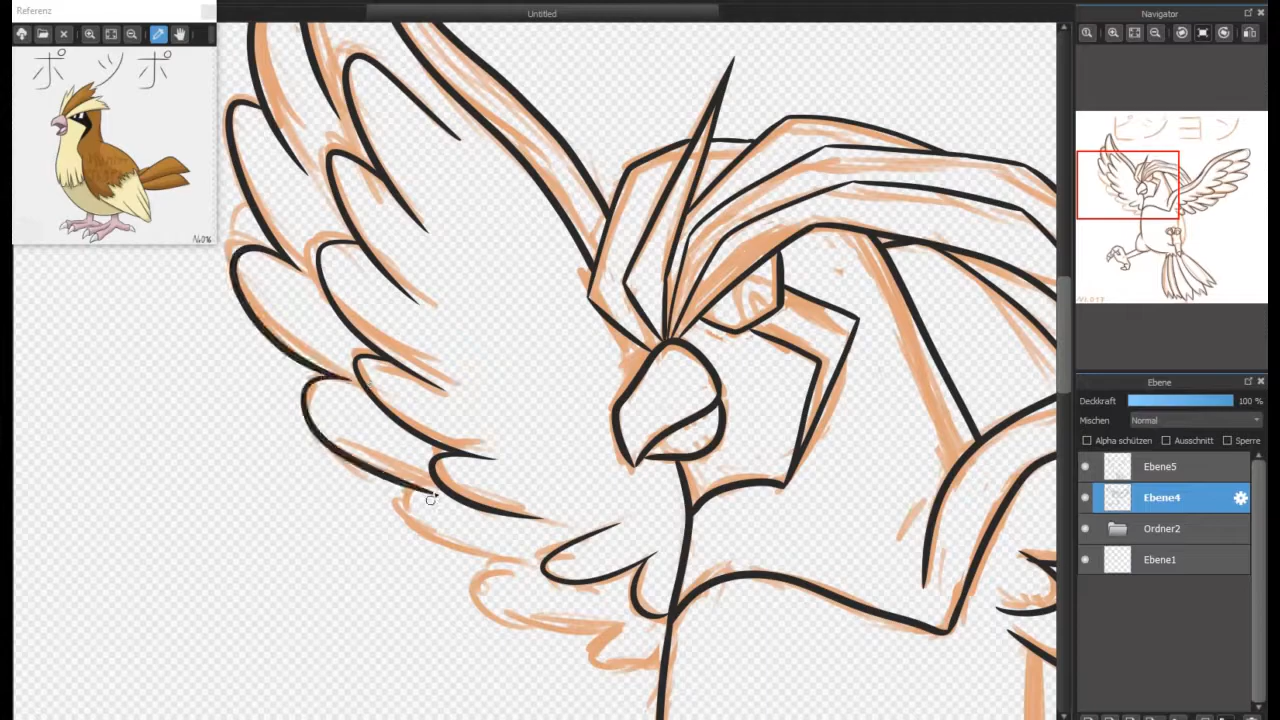 Referenz
Untitled
Navigator
ポッポ
ピジョン
Ebene
Deckkraft
100 %
Mischen
Normal
Alpha schützen
Ausschnitt
Sperre
Ebene5
Ebene4
Ordner2
Ebene1